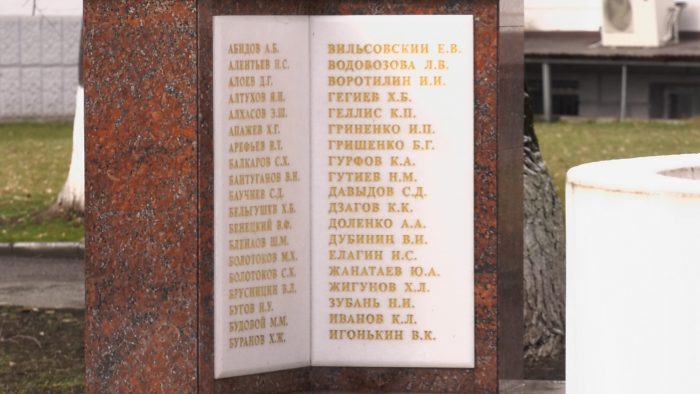 АБИДОВ А.Б.
АЛЕНТЬЕВ П.С.
АЛОЕВ Д.Г.
АЛТУХОВ Я.Н.
АЛХАСОВ Э.Ш.
АПАЖЕВ Х.Г.
АРЕФЬЕВ В.Т.
БАЛКАРОВ С.Х.
БАНТУГАНОВ В.И.
БАУЧИЕВ С.Д.
БЕЛЬГУШЕВ Х.Б.
БЕНЕЦКИЙ В.Ф.
БЛЕНАОВ Ш.М.
БОЛОТОКОВ М.Х.
БОЛОТОКОВ С.Х.
БРУСНИЦИН В.Л.
БУГОВ Н.У.
БУДОВОЙ М.М.
БУРАНОВ Х.Ж.
ВИЛЬСОВСКИЙ Е.В.
ВОДОВОЗОВА Л.В.
ВОРОТИЛИН И.И.
ГЕГИЕВ Х.Б.
ГЕЛЛИС К.П.
ГРИНЕНКО И.П.
ГРИШЕНКО Б.Г.
ГУРФОВ К.А.
ГУТИЕВ Н.М.
ДАВЫДОВ С.Д.
ДЗАГОВ К.К.
ДОЛЕНКО А.А.
ДУБИНИН В.И.
ЕЛАГИН И.С.
ЖАНАТАЕВ Ю.А.
ЖИГУНОВ Х.Л.
ЗУБАНЬ Н.И.
ИВАНОВ К.Л.
ИГОНЬКИН В.К.